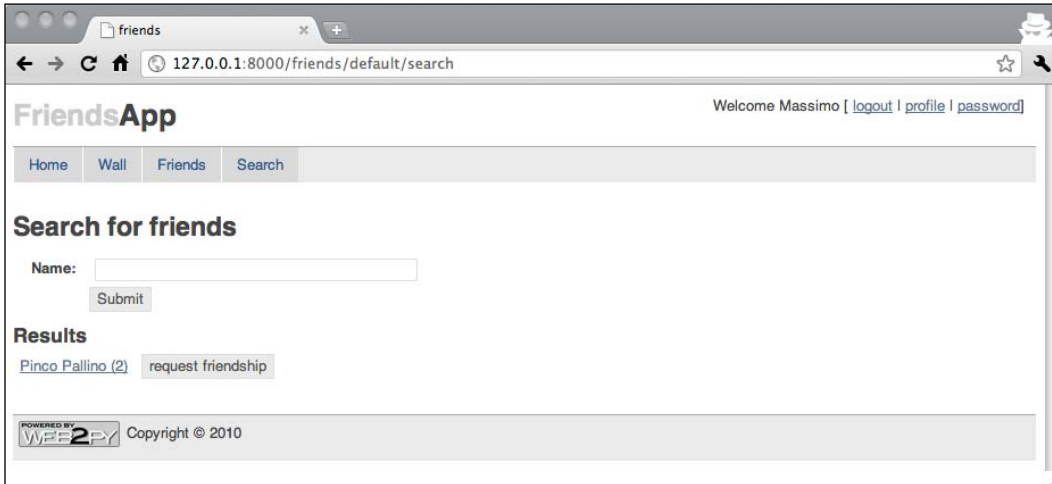 friends
127.0.0.1:8000/friends/default/search
FriendsApp
Welcome Massimo [ logout | profile | password]
Home Wall Friends Search
Search for friends
Name:
Submit
Results
Pinco Pallino (2) request friendship
POWERED BY
WEB2PY Copyright © 2010